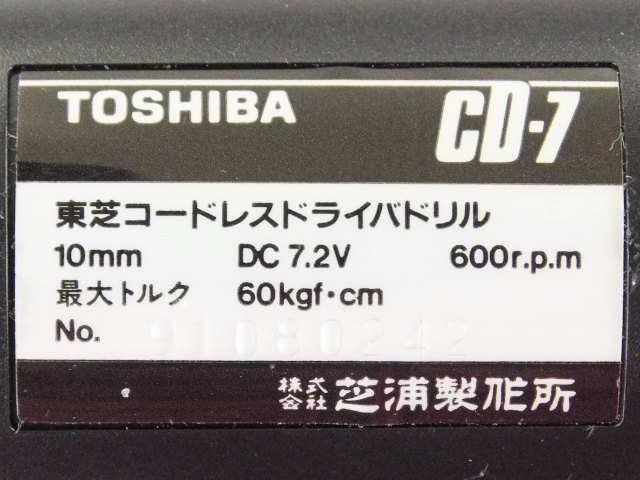 TOSHIBA CD-7
東芝コードレスドライバドリル
10mm DC 7.2V 600r.p.m
最大トルク 60kgf・cm
No. 91080242
株式会社 芝浦製作所